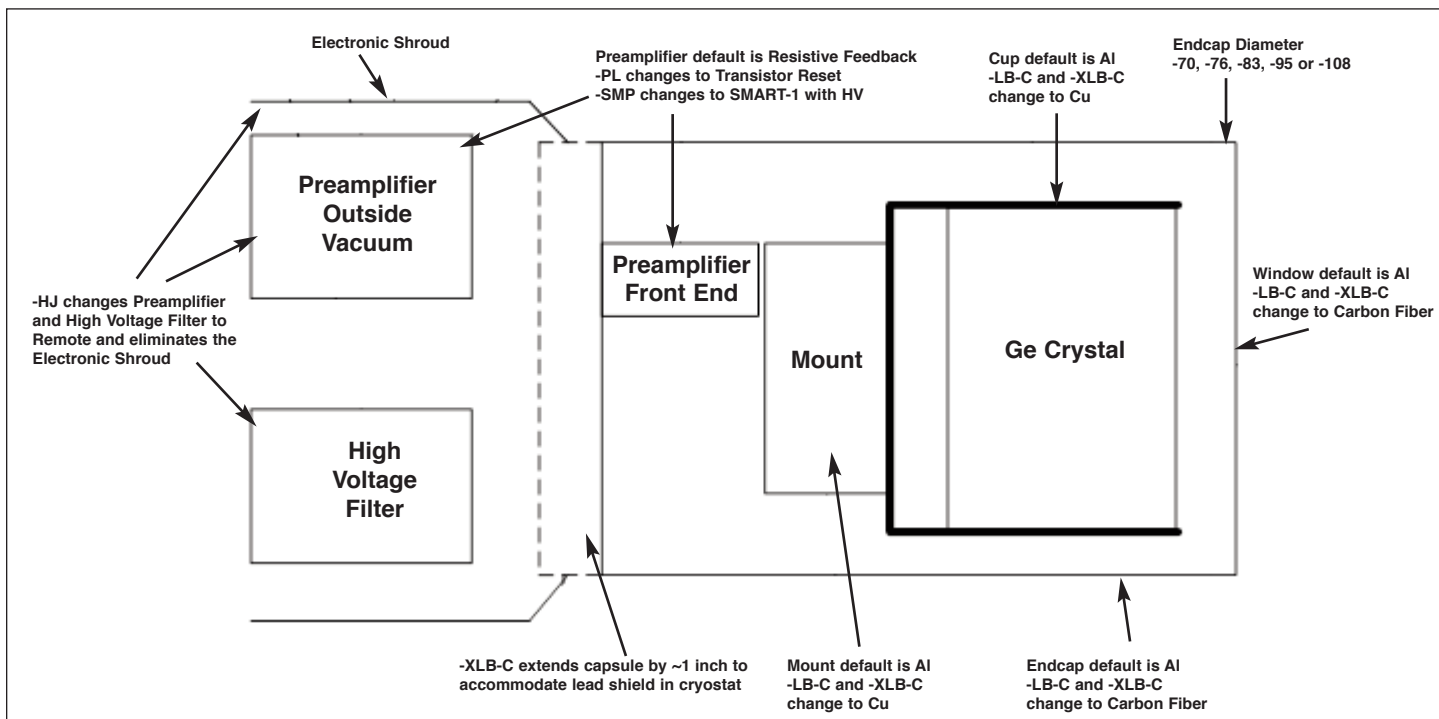 Electronic Shroud
Preamplifier default is Resistive Feedback
-PL changes to Transistor Reset
-SMP changes to SMART-1 with HV
Cup default is Al
-LB-C and -XLB-C
change to Cu
Endcap Diameter
-70, -76, -83, -95 or -108
Preamplifier
Outside
Vacuum
Preamplifier
Front End
Mount
Ge Crystal
Window default is Al
-LB-C and -XLB-C
change to Carbon Fiber
-HJ changes Preamplifier
and High Voltage Filter to
Remote and eliminates the
Electronic Shroud
High
Voltage
Filter
-XLB-C extends capsule by ~1 inch to
accommodate lead shield in cryostat
Mount default is Al
-LB-C and -XLB-C
change to Cu
Endcap default is Al
-LB-C and -XLB-C
change to Carbon Fiber